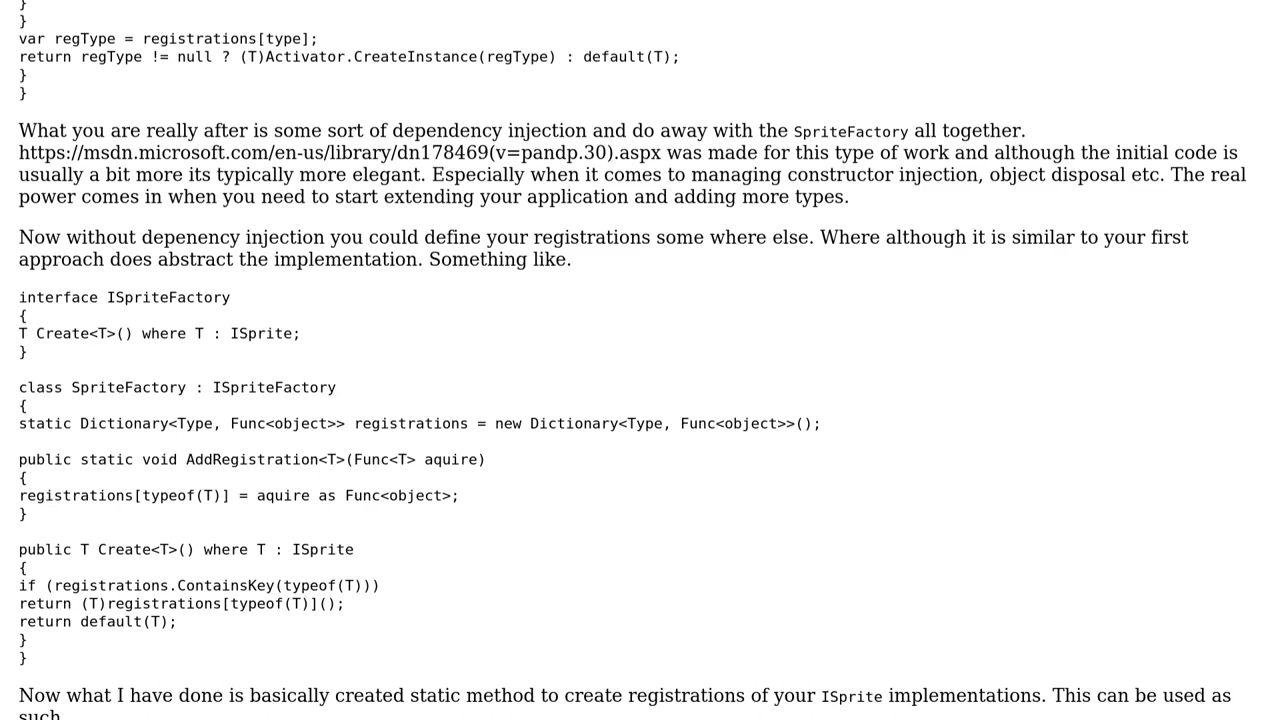 }
}
var regType = registrations[type];
return regType != null ? (T)Activator.CreateInstance(regType) : default(T);
}
}
What you are really after is some sort of dependency injection and do away with the SpriteFactory all together.
https://msdn.microsoft.com/en-us/library/dn178469(v=pandp.30).aspx was made for this type of work and although the initial code is
usually a bit more its typically more elegant. Especially when it comes to managing constructor injection, object disposal etc. The real
power comes in when you need to start extending your application and adding more types.
Now without depenency injection you could define your registrations some where else. Where although it is similar to your first
approach does abstract the implementation. Something like.
interface ISpriteFactory
{
T Create<T>() where T : ISprite;
}
class SpriteFactory : ISpriteFactory
{
static Dictionary<Type, Func<object>> registrations = new Dictionary<Type, Func<object>>();
public static void AddRegistration<T>(Func<T> aquire)
{
registrations[typeof(T)] = aquire as Func<object>;
}
public T Create<T>() where T : ISprite
{
if (registrations.ContainsKey(typeof(T)))
return (T)registrations[typeof(T)]();
return default(T);
}
}
Now what I have done is basically created static method to create registrations of your ISprite implementations. This can be used as
such.